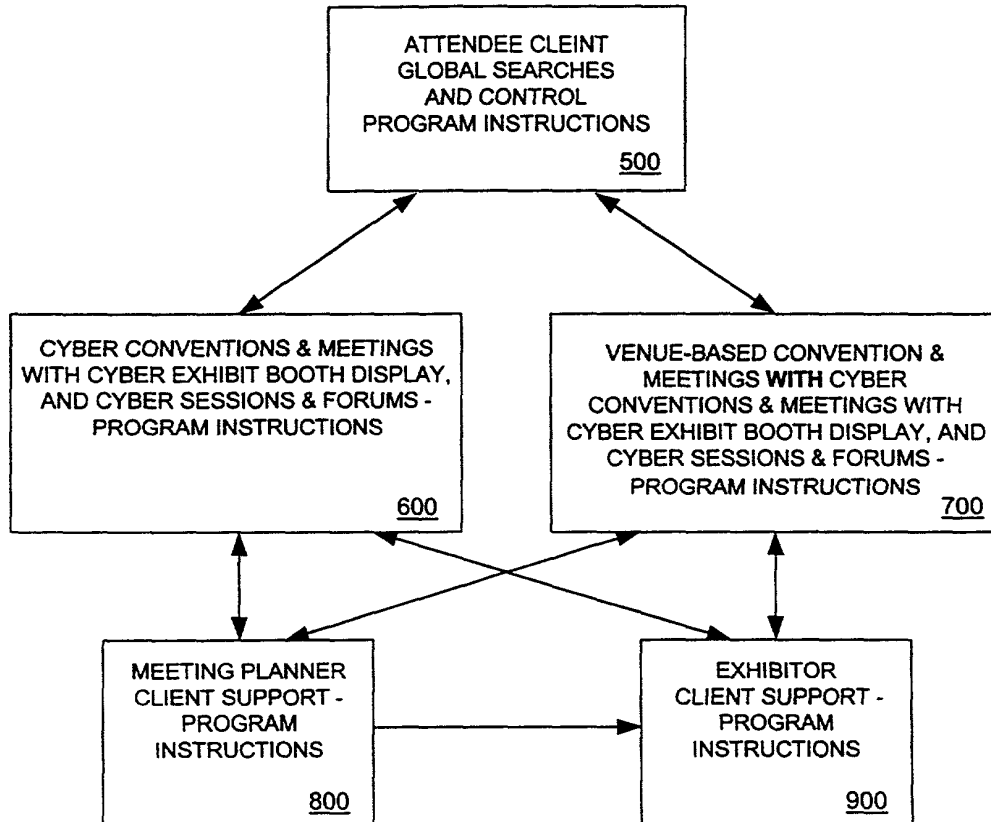 ATTENDEE CLEINT
GLOBAL SEARCHES
AND CONTROL
PROGRAM INSTRUCTIONS
500
CYBER CONVENTIONS & MEETINGS
WITH CYBER EXHIBIT BOOTH DISPLAY,
AND CYBER SESSIONS & FORUMS -
PROGRAM INSTRUCTIONS
600
VENUE-BASED CONVENTION &
MEETINGS WITH CYBER
CONVENTIONS & MEETINGS WITH
CYBER EXHIBIT BOOTH DISPLAY, AND
CYBER SESSIONS & FORUMS -
PROGRAM INSTRUCTIONS
700
MEETING PLANNER
CLIENT SUPPORT -
PROGRAM
INSTRUCTIONS
800
EXHIBITOR
CLIENT SUPPORT -
PROGRAM
INSTRUCTIONS
900